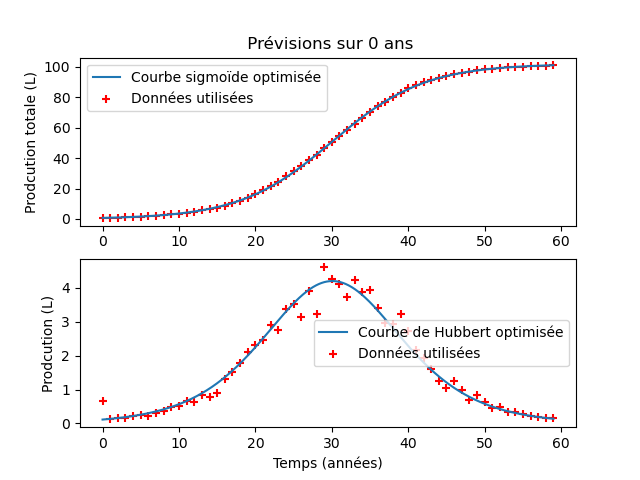 Prévisions sur 0 ans
Prodcution totale (L)
100
80
60
40
20
0
Courbe sigmoïde optimisée
Données utilisées
0 10 20 30 40 50 60
Prodcution (L)
4
3
2
1
0
Courbe de Hubbert optimisée
Données utilisées
0 10 20 30 40 50 60
Temps (années)